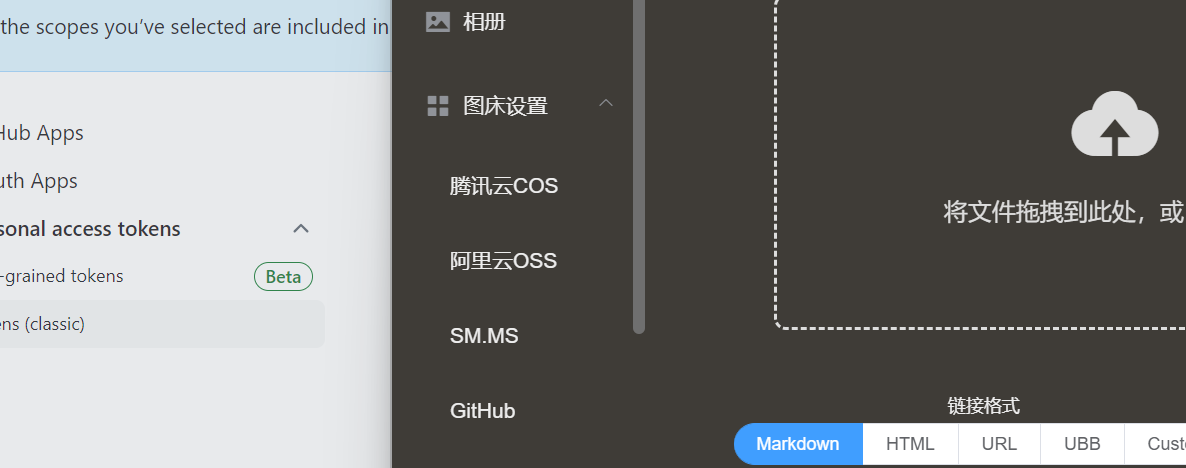 the scopes you’ve selected are included in
Hub Apps
uth Apps
sonal access tokens
-grained tokens
Beta
ens (classic)
相册
图床设置
腾讯云COS
阿里云OSS
SM.MS
GitHub
将文件拖拽到此处，或
链接格式
Markdown
HTML
URL
UBB
Custo